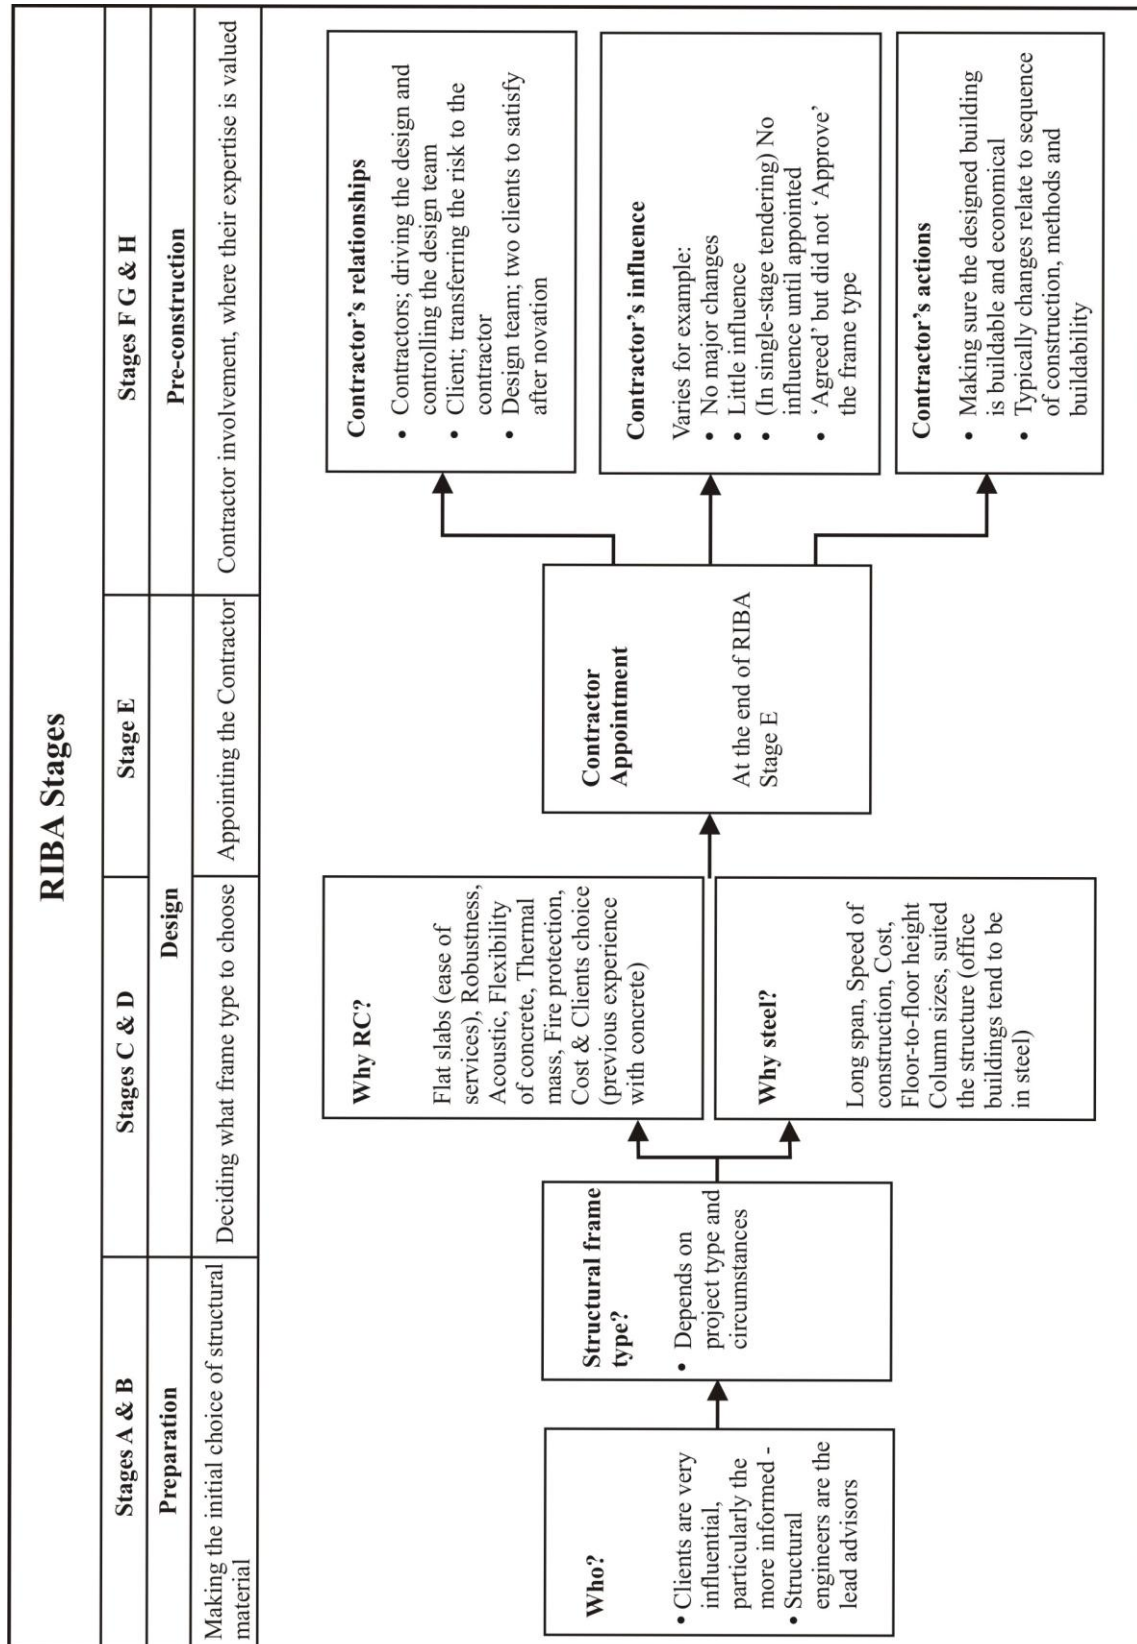 RIBA Stages
Stages A & B
Stages C & D
Stage E
Stages F G & H
Preparation
Design
Pre-construction
Making the initial choice of structural
material
Deciding what frame type to choose
Appointing the Contractor
Contractor involvement, where their expertise is valued
Who?
• Clients are very
influential,
particularly the
more informed -
• Structural
engineers are the
lead advisors
Structural frame
type?
• Depends on
project type and
circumstances
Why RC?
Flat slabs (ease of
services), Robustness,
Acoustic, Flexibility
of concrete, Thermal
mass, Fire protection,
Cost & Clients choice
(previous experience
with concrete)
Why steel?
Long span, Speed of
construction, Cost,
Floor-to-floor height
Column sizes, suited
the structure (office
buildings tend to be
in steel)
Contractor
Appointment
At the end of RIBA
Stage E
Contractor's relationships
• Contractors; driving the design and
controlling the design team
• Client; transferring the risk to the
contractor
• Design team; two clients to satisfy
after novation
Contractor's influence
Varies for example:
• No major changes
• Little influence
• (In single-stage tendering) No
influence until appointed
• ‘Agreed’ but did not ‘Approve’
the frame type
Contractor's actions
• Making sure the designed building
is buildable and economical
• Typically changes relate to sequence
of construction, methods and
buildability